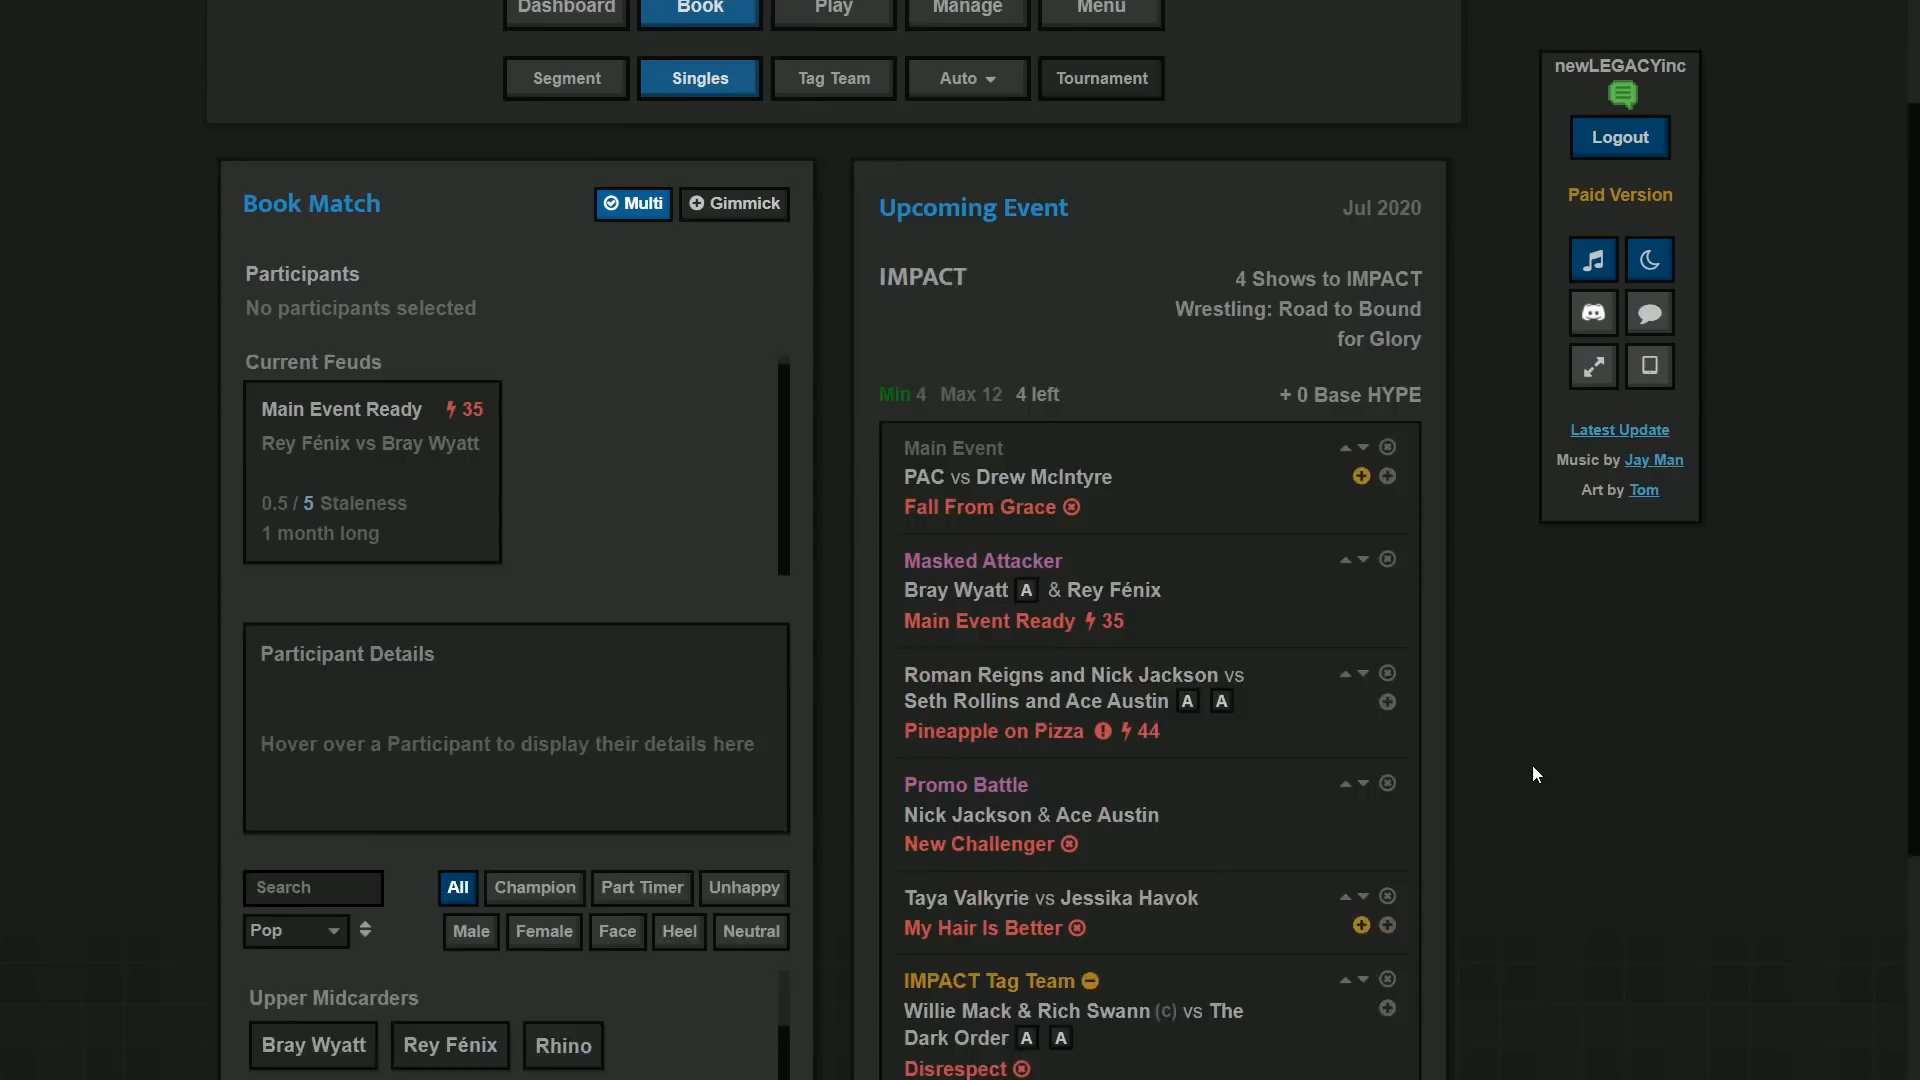 Dashboard
Book
Play
Manage
Menu
Segment
Singles
Tag Team
Auto
Tournament
newLEGACYinc
Logout
Paid Version
Latest Update
Music by Jay Man
Art by Tom
Book Match
Multi
Gimmick
Participants
No participants selected
Current Feuds
Main Event Ready 35
Rey Fénix vs Bray Wyatt
0.5 / 5 Staleness
1 month long
Participant Details
Hover over a Participant to display their details here
Search
All
Champion
Part Timer
Unhappy
Pop
Male
Female
Face
Heel
Neutral
Upper Midcarders
Bray Wyatt
Rey Fénix
Rhino
Upcoming Event
Jul 2020
IMPACT
4 Shows to IMPACT
Wrestling: Road to Bound
for Glory
Min 4 Max 12 4 left
+ 0 Base HYPE
Main Event
PAC vs Drew McIntyre
Fall From Grace
Masked Attacker
Bray Wyatt A & Rey Fénix
Main Event Ready 35
Roman Reigns and Nick Jackson vs
Seth Rollins and Ace Austin A A
Pineapple on Pizza 44
Promo Battle
Nick Jackson & Ace Austin
New Challenger
Taya Valkyrie vs Jessika Havok
My Hair Is Better
IMPACT Tag Team
Willie Mack & Rich Swann (C) vs The
Dark Order A A
Disrespect